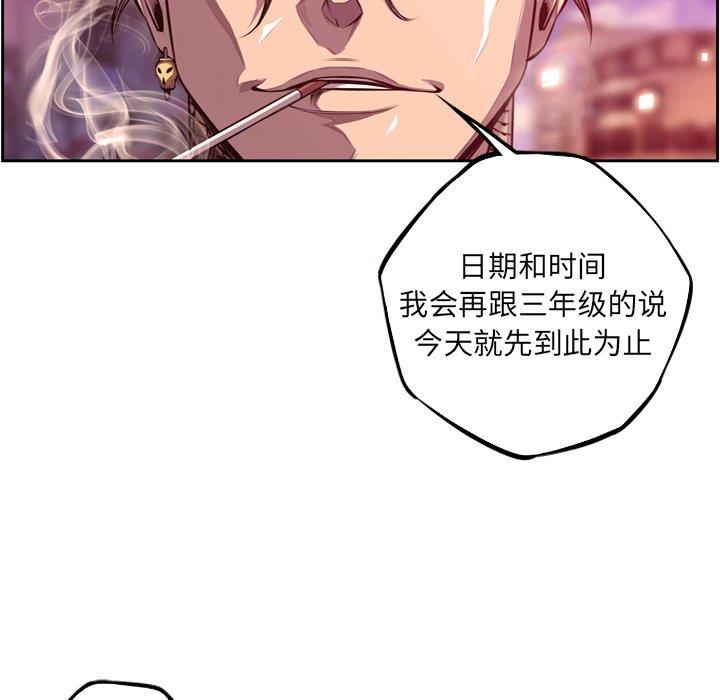 日期和时间
我会再跟三年级的说
今天就先到此为止